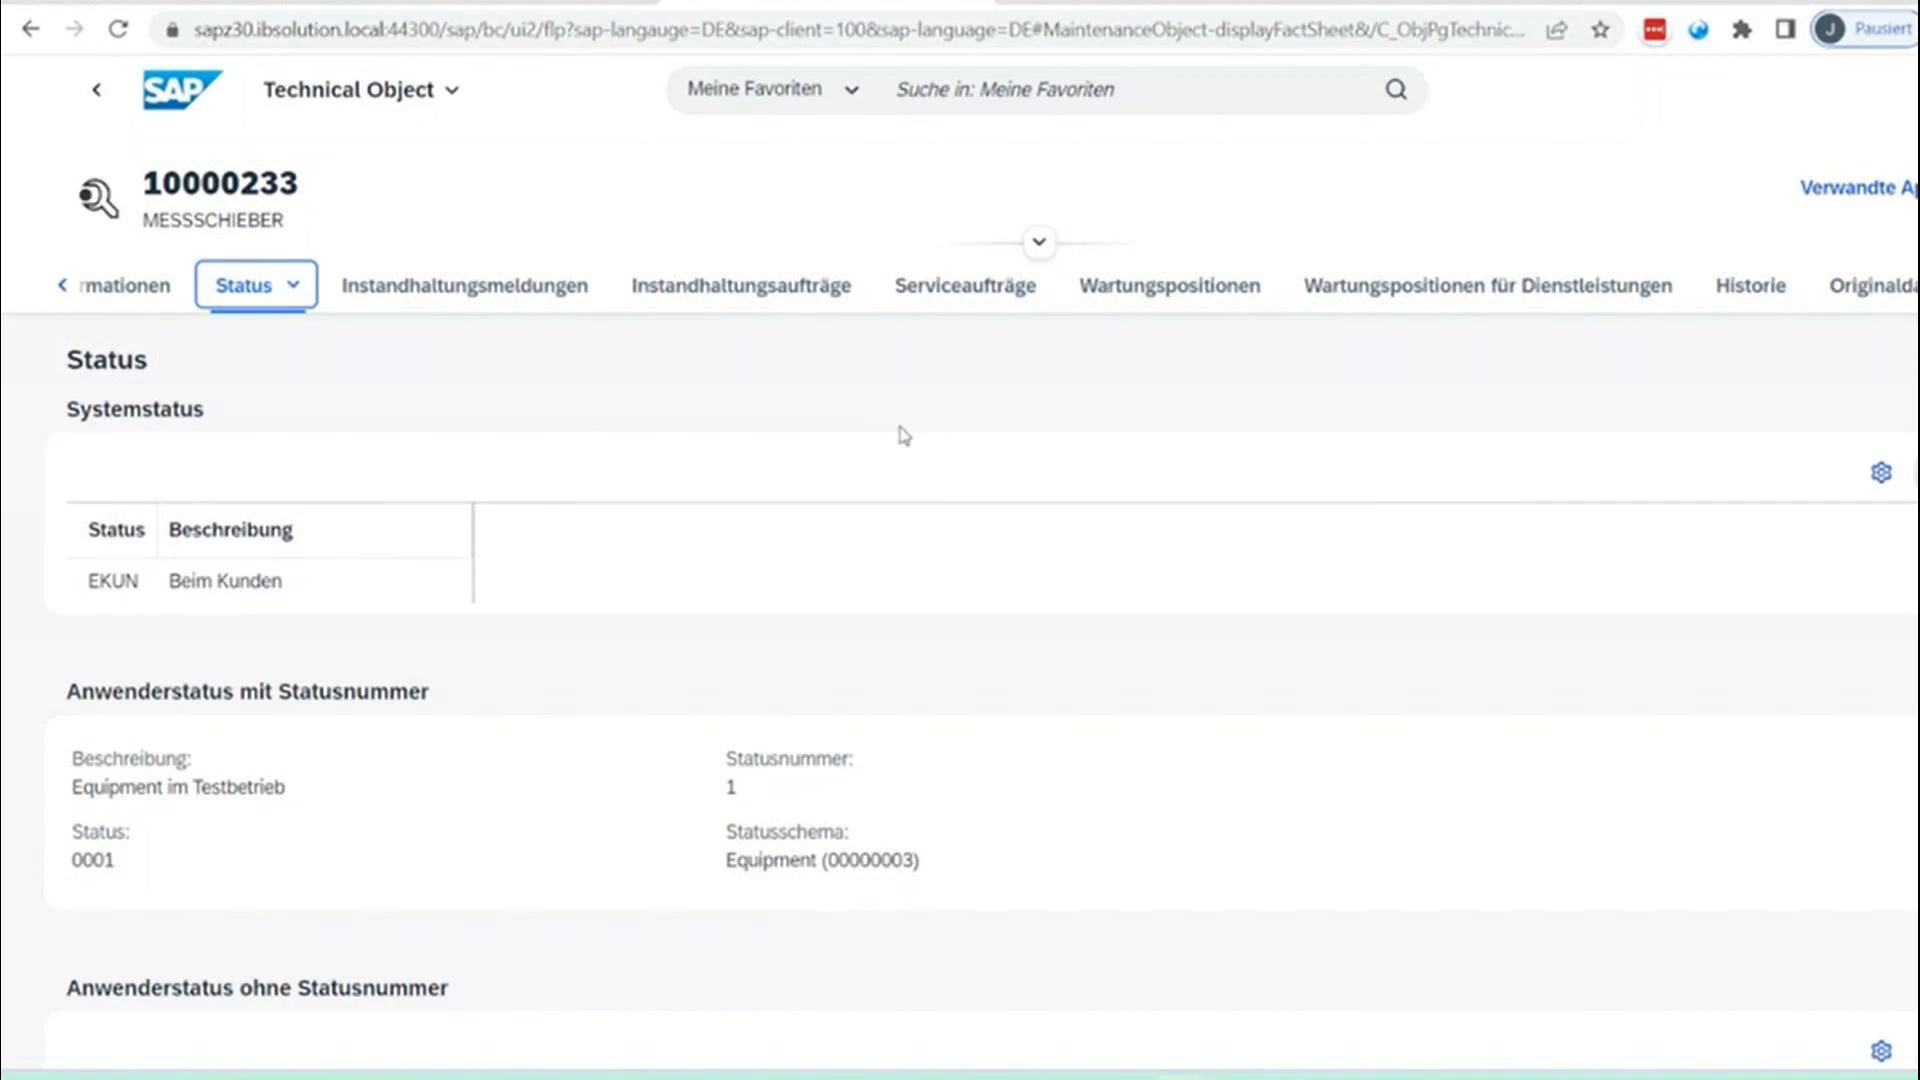 sapz30.ibsolution.local:44300/sap/bc/ui2/flp?sap-langauge=DE&sap-client=100&sap-language=DE#MaintenanceObject-displayFactSheet&/C_ObjPgTechnic...
J Pausiert
SAP Technical Object
Meine Favoriten Suche in: Meine Favoriten
10000233
MESSSCHIEBER
Verwandte Ap
rmationen Status Instandhaltungsmeldungen Instandhaltungsaufträge Serviceaufträge Wartungspositionen Wartungspositionen für Dienstleistungen Historie Originalda
Status
Systemstatus
Status Beschreibung
EKUN Beim Kunden
Anwenderstatus mit Statusnummer
Beschreibung: Statusnummer:
Equipment im Testbetrieb 1
Status: Statusschema:
0001 Equipment (00000003)
Anwenderstatus ohne Statusnummer